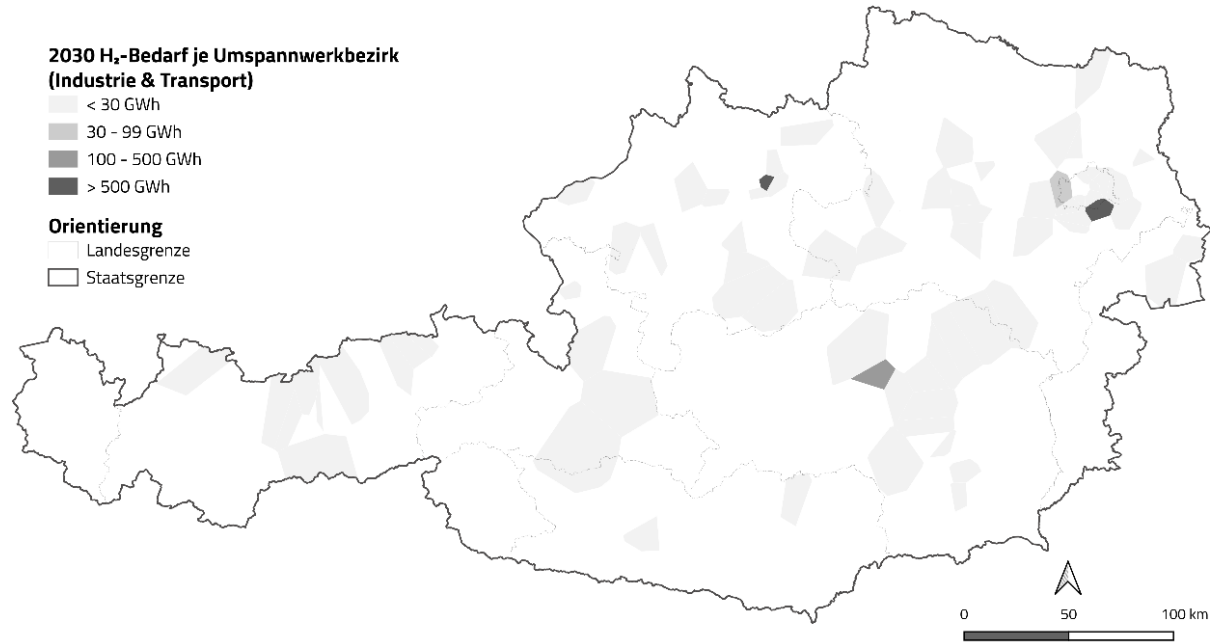 2030 H₂-Bedarf je Umspannwerkbezirk
(Industrie & Transport)
< 30 GWh
30 - 99 GWh
100 - 500 GWh
> 500 GWh
Orientierung
Landesgrenze
Staatsgrenze
0 50 100 km